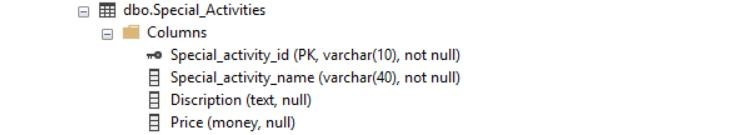 dbo.Special_Activities
Columns
Special_activity_id (PK, varchar(10), not null)
Special_activity_name (varchar(40), not null)
Discription (text, null)
Price (money, null)